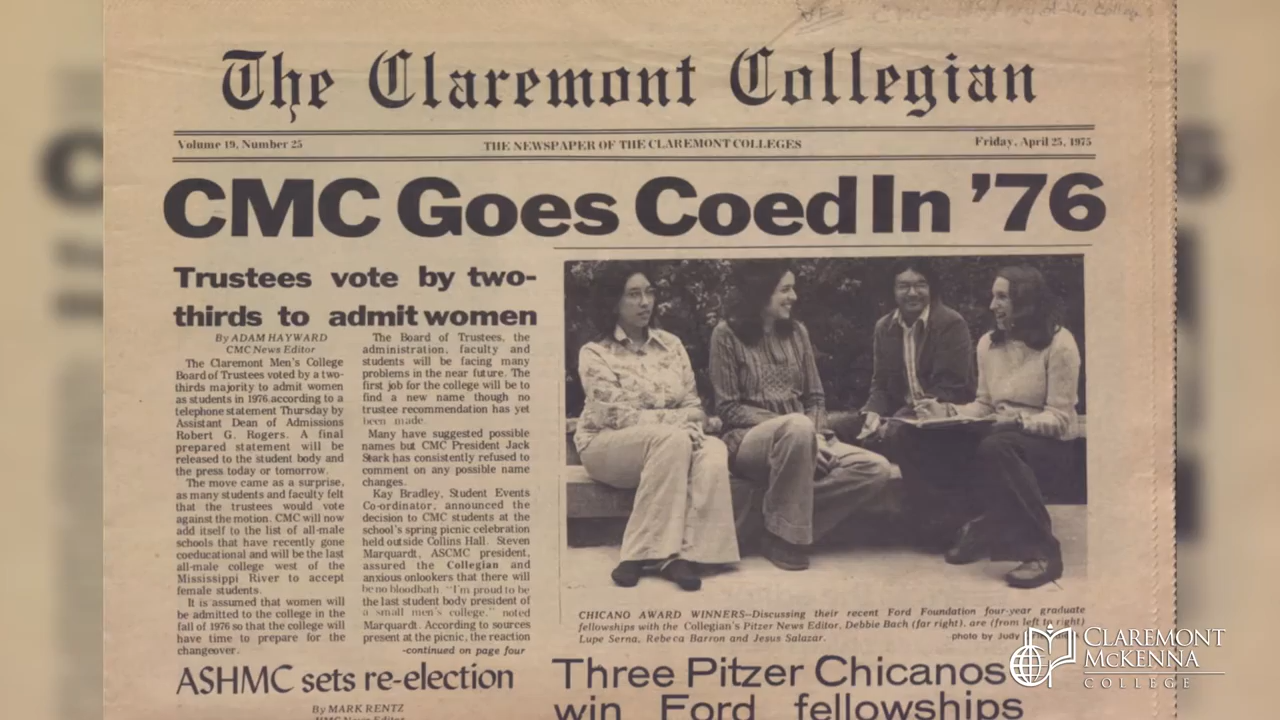 The Claremont Collegian
Volume 19, Number 25
THE NEWSPAPER OF THE CLAREMONT COLLEGES
Friday, April 25, 1975
CMC Goes Coed In '76
Trustees vote by two-
thirds to admit women
By ADAM HAYWARD
CMC News Editor
The Claremont Men's College
Board of Trustees voted by a two-
thirds majority to admit women
as students in 1976 according to a
telephone statement Thursday by
Assistant Dean of Admissions
Robert G. Rogers. A final
prepared statement will be
released to the student body and
the press today or tomorrow.
The move came as a surprise,
as many students and faculty felt
that the trustees would vote
against the motion. CMC will now
add itself to the list of all-male
schools that have recently gone
coeducational and will be the last
all-male college west of the
Mississippi River to accept
female students.
It is assumed that women will
be admitted to the college in the
fall of 1976 so that the college will
have time to prepare for the
changeover.
The Board of Trustees, the
administration, faculty and
students will be facing many
problems in the near future. The
first job for the college will be to
find a new name though no
trustee recommendation has yet
been made.
Many have suggested possible
names but CMC President Jack
Stark has consistently refused to
comment on any possible name
changes.
Kay Bradley, Student Events
Co-ordinator, announced the
decision to CMC students at the
school's spring picnic celebration
held outside Collins Hall. Steven
Marquardt, ASCMC president,
assured the Collegian and
anxious onlookers that there will
be no bloodbath. "I'm proud to be
the last student body president of
a small men's college," noted
Marquardt. According to sources
present at the picnic, the reaction
-continued on page four
CHICANO AWARD WINNERS--Discussing their recent Ford Foundation four-year graduate
fellowships with the Collegian's Pitzer News Editor, Debbie Bach (far right), are (from left to right)
Lupe Serna, Rebeca Barron and Jesus Salazar.
photo by Judy
ASHMC sets re-election
By MARK RENTZ
HMC News Editor
Three Pitzer Chicanos
win Ford fellowships
CLAREMONT
MCKENNA
COLLEGE